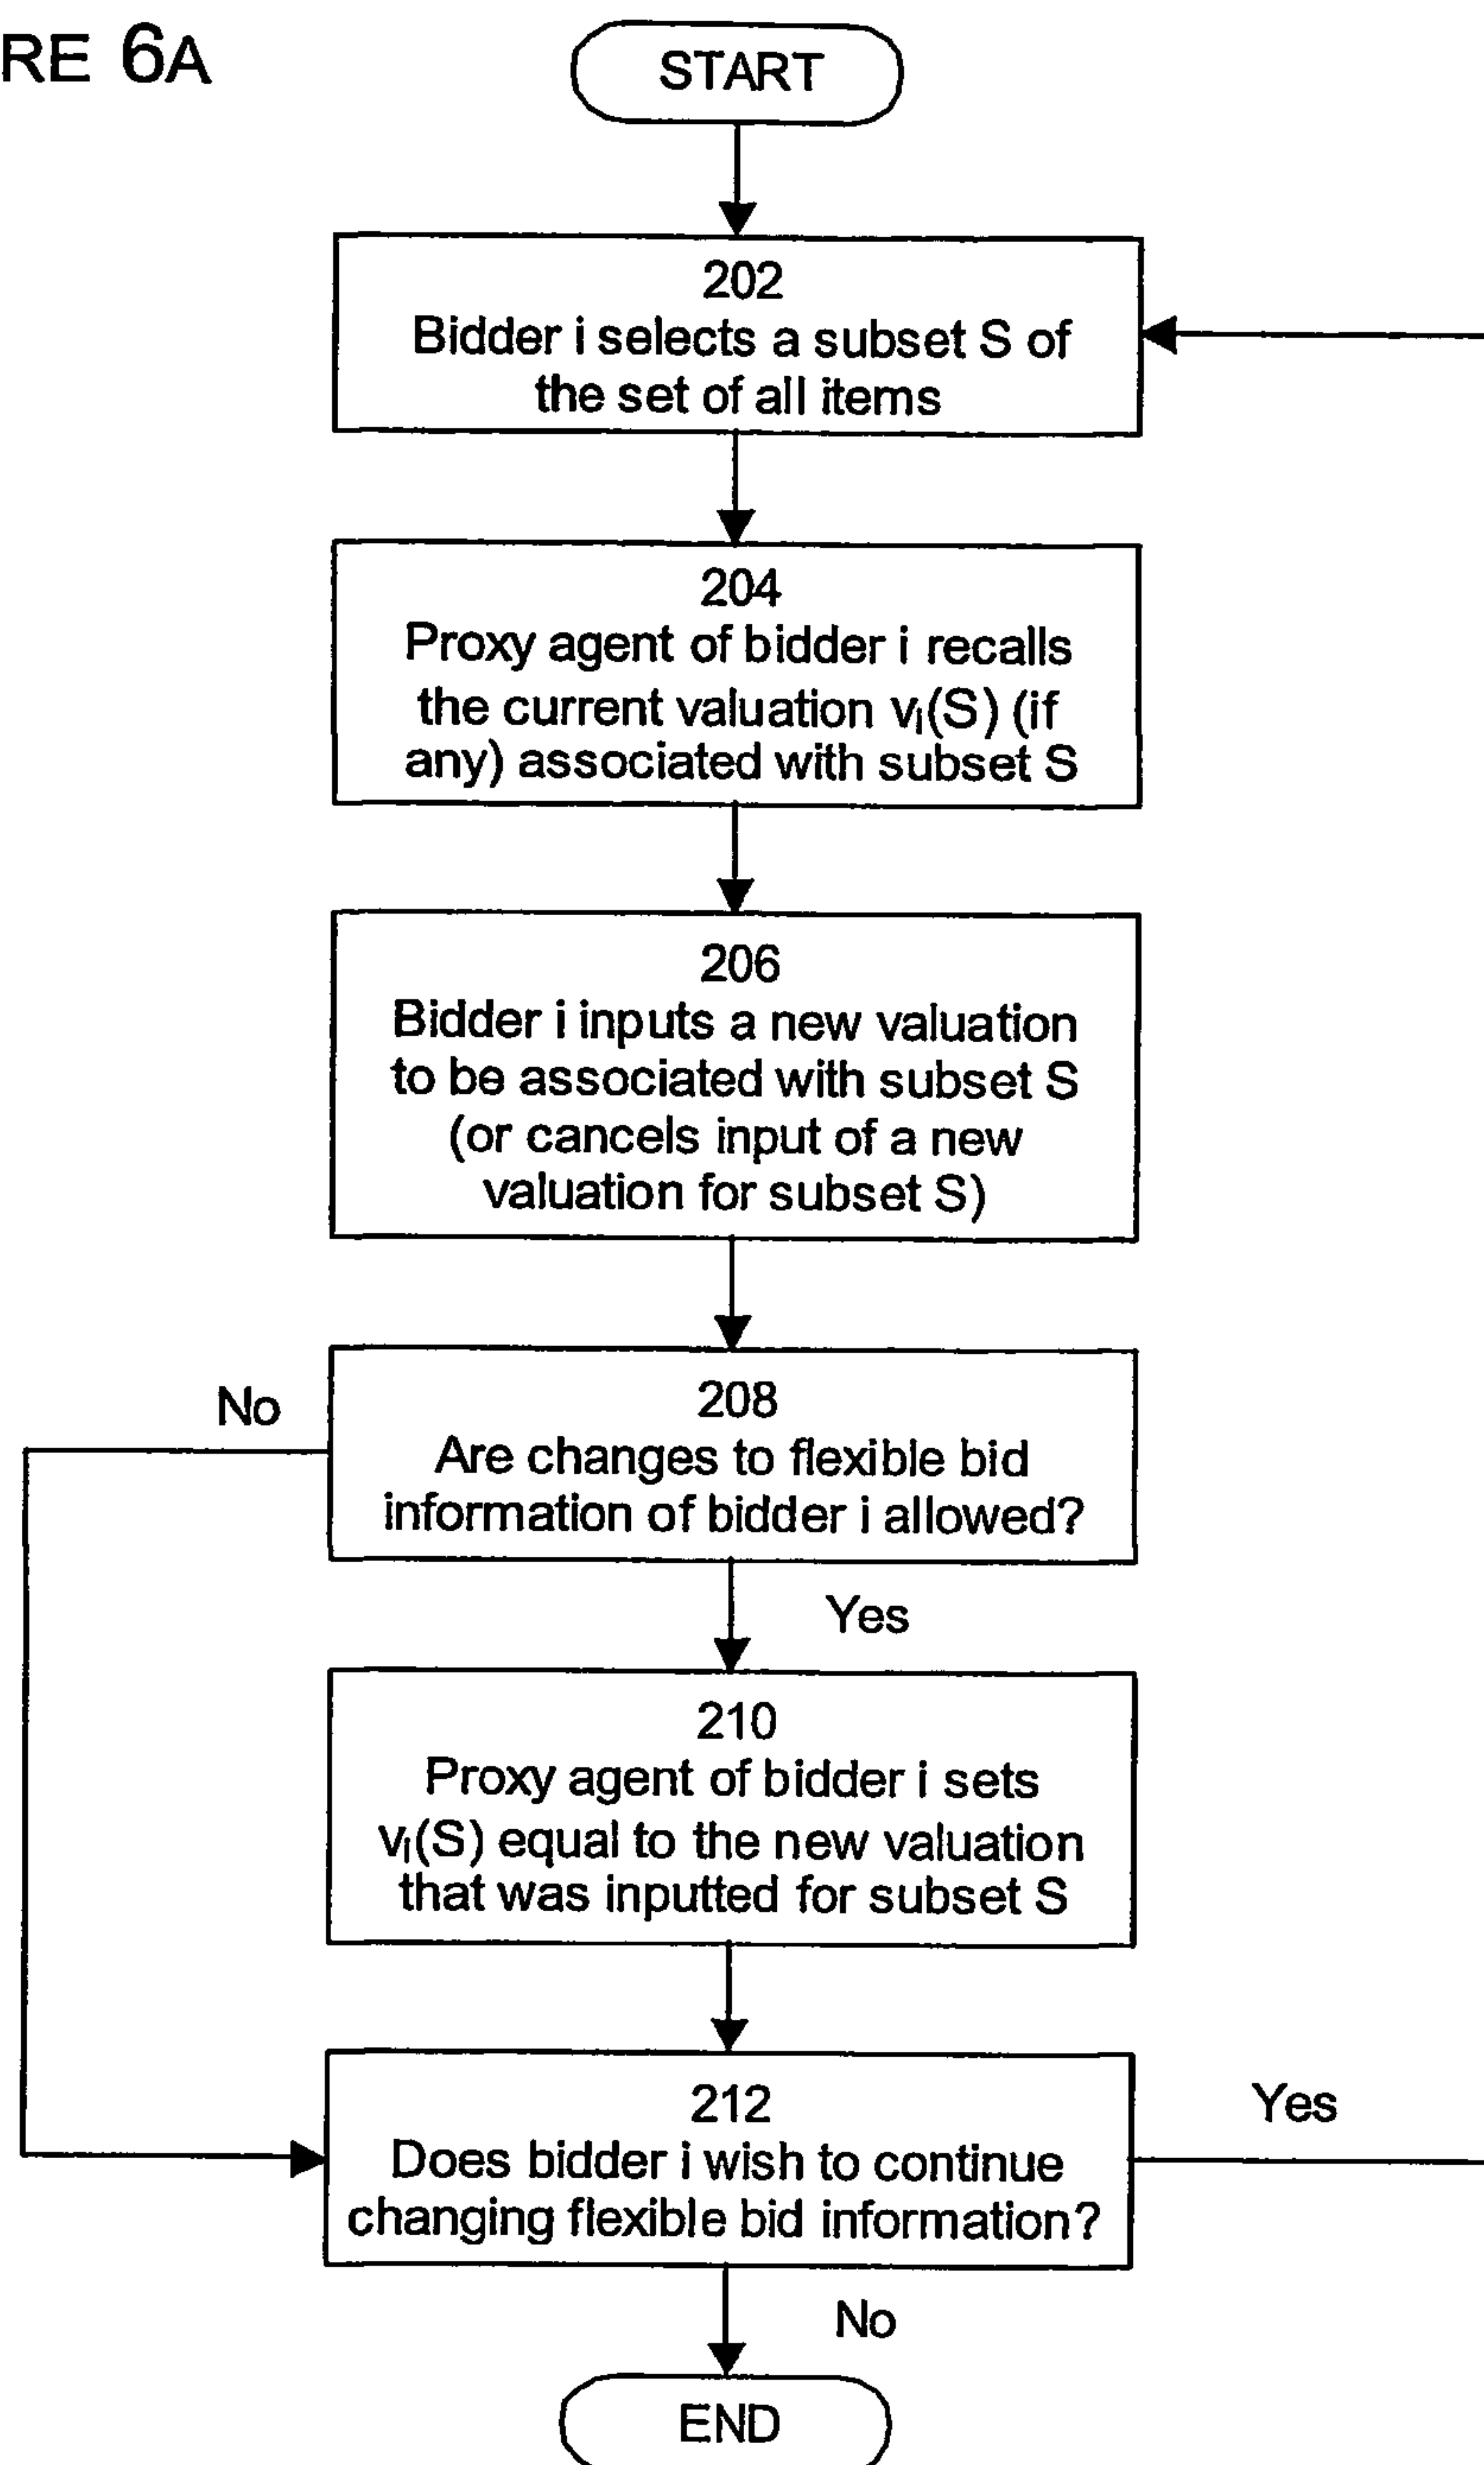 RE 6A
START
202
Bidder i selects a subset S of
the set of all items
204
Proxy agent of bidder i recalls
the current valuation vi(S) (if
any) associated with subset S
206
Bidder i inputs a new valuation
to be associated with subset S
(or cancels input of a new
valuation for subset S)
No
208
Are changes to flexible bid
information of bidder i allowed?
Yes
210
Proxy agent of bidder i sets
vi(S) equal to the new valuation
that was inputted for subset S
212
Does bidder i wish to continue
changing flexible bid information?
Yes
No
END